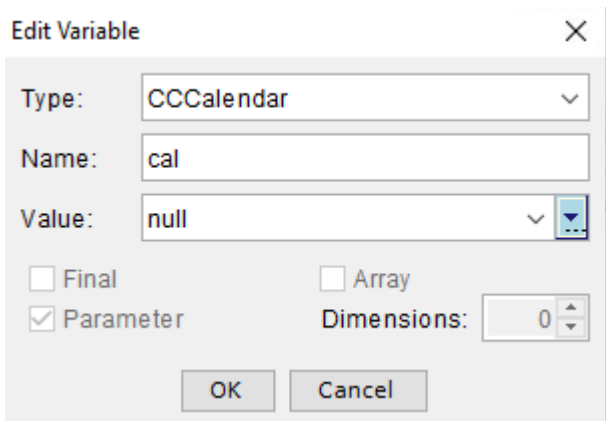 Edit Variable
Type: CCCalendar
Name: cal
Value: null
Final Array
Parameter Dimensions: 0
OK Cancel